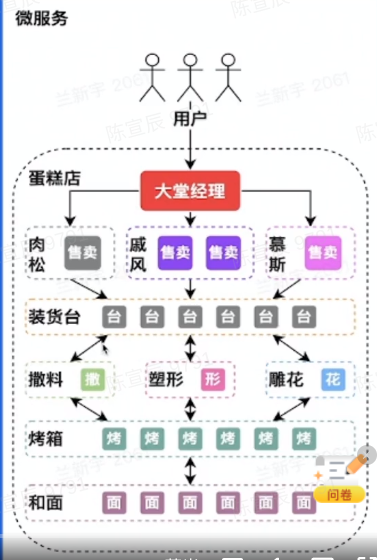 微服务
用户
蛋糕店
大堂经理
肉松 售卖
戚风 售卖 售卖
慕斯 售卖
装货台 台 台 台 台 台 台
撒料 撒
塑形 形
雕花 花
烤箱 烤 烤 烤 烤 烤 烤
问卷
和面 面 面 面 面 面 面
陈宣辰 2061
兰新宇 2061